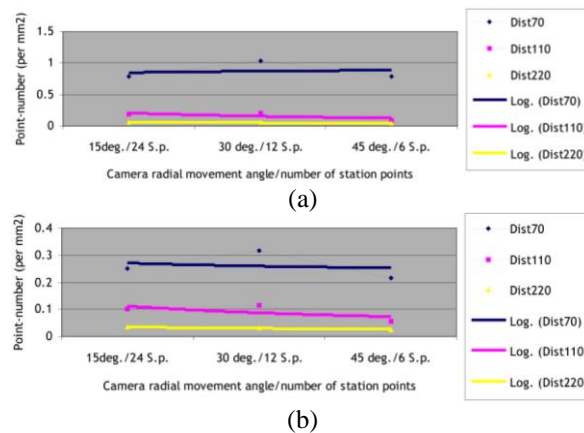 Point-number (per mm2)
1.5
1
0.5
0
15deg./24 S.p.
30 deg./12 S.p.
45 deg./6 S.p.
Camera radial movement angle/number of station points
Dist70
Dist110
Dist220
Log. (Dist70)
Log. (Dist110)
Log. (Dist220)
(a)
Point-number (per mm2)
0.4
0.3
0.2
0.1
0
15deg./24 S.p.
30 deg./12 S.p.
45 deg./6 S.p.
Camera radial movement angle/number of station points
Dist70
Dist110
Dist220
Log. (Dist70)
Log. (Dist110)
Log. (Dist220)
(b)